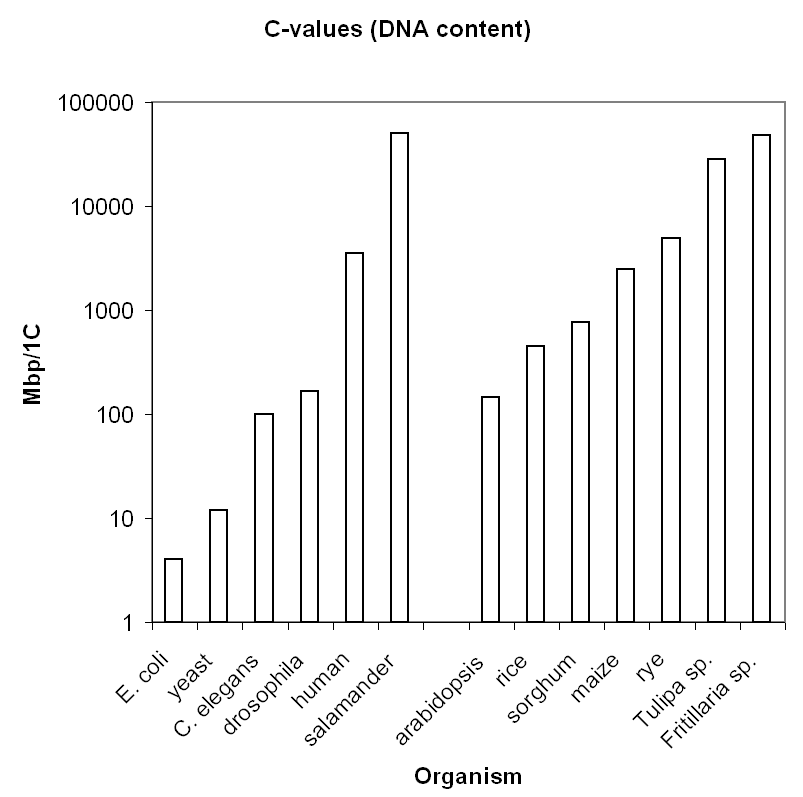 C-values (DNA content)
100000
10000
1000
100
10
1
Mbp/1C
E. coli
yeast
C. elegans
drosophila
human
salamander
arabidopsis
rice
sorghum
maize
rye
Tulipa sp.
Fritillaria sp.
Organism